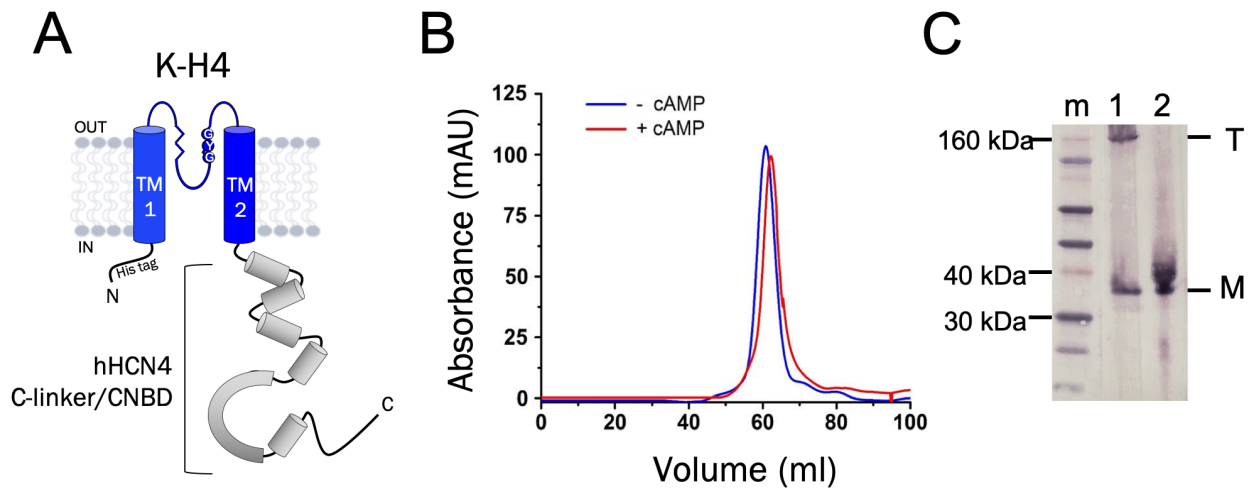 A
K-H4
OUT
TM
1
G
Y
G
TM
2
IN
His tag
N
hHCN4
C-linker/CNBD
C
B
Absorbance (mAU)
125
100
75
50
25
0
- cAMP
+ cAMP
0 20 40 60 80 100
Volume (ml)
C
m 1 2
160 kDa
T
40 kDa
M
30 kDa